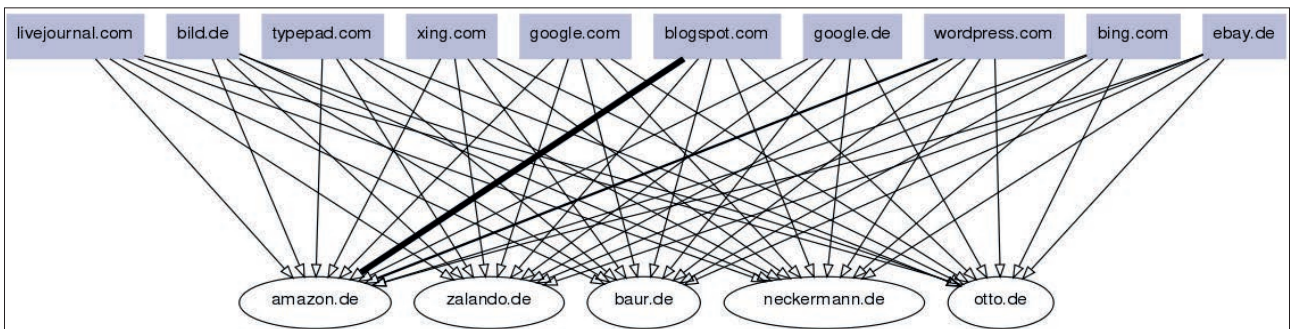 livejournal.com bild.de typepad.com xing.com google.com blogspot.com google.de wordpress.com bing.com ebay.de
amazon.de zalando.de baur.de neckermann.de otto.de